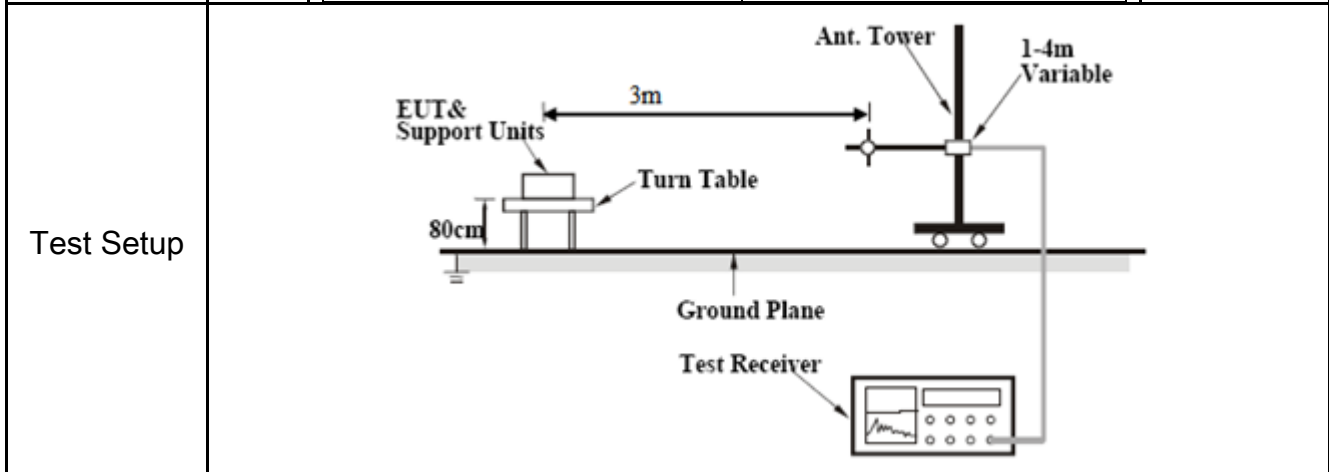 Test Setup
Ant. Tower
1-4m
Variable
3m
EUT&
Support Units
Turn Table
80cm
Ground Plane
Test Receiver